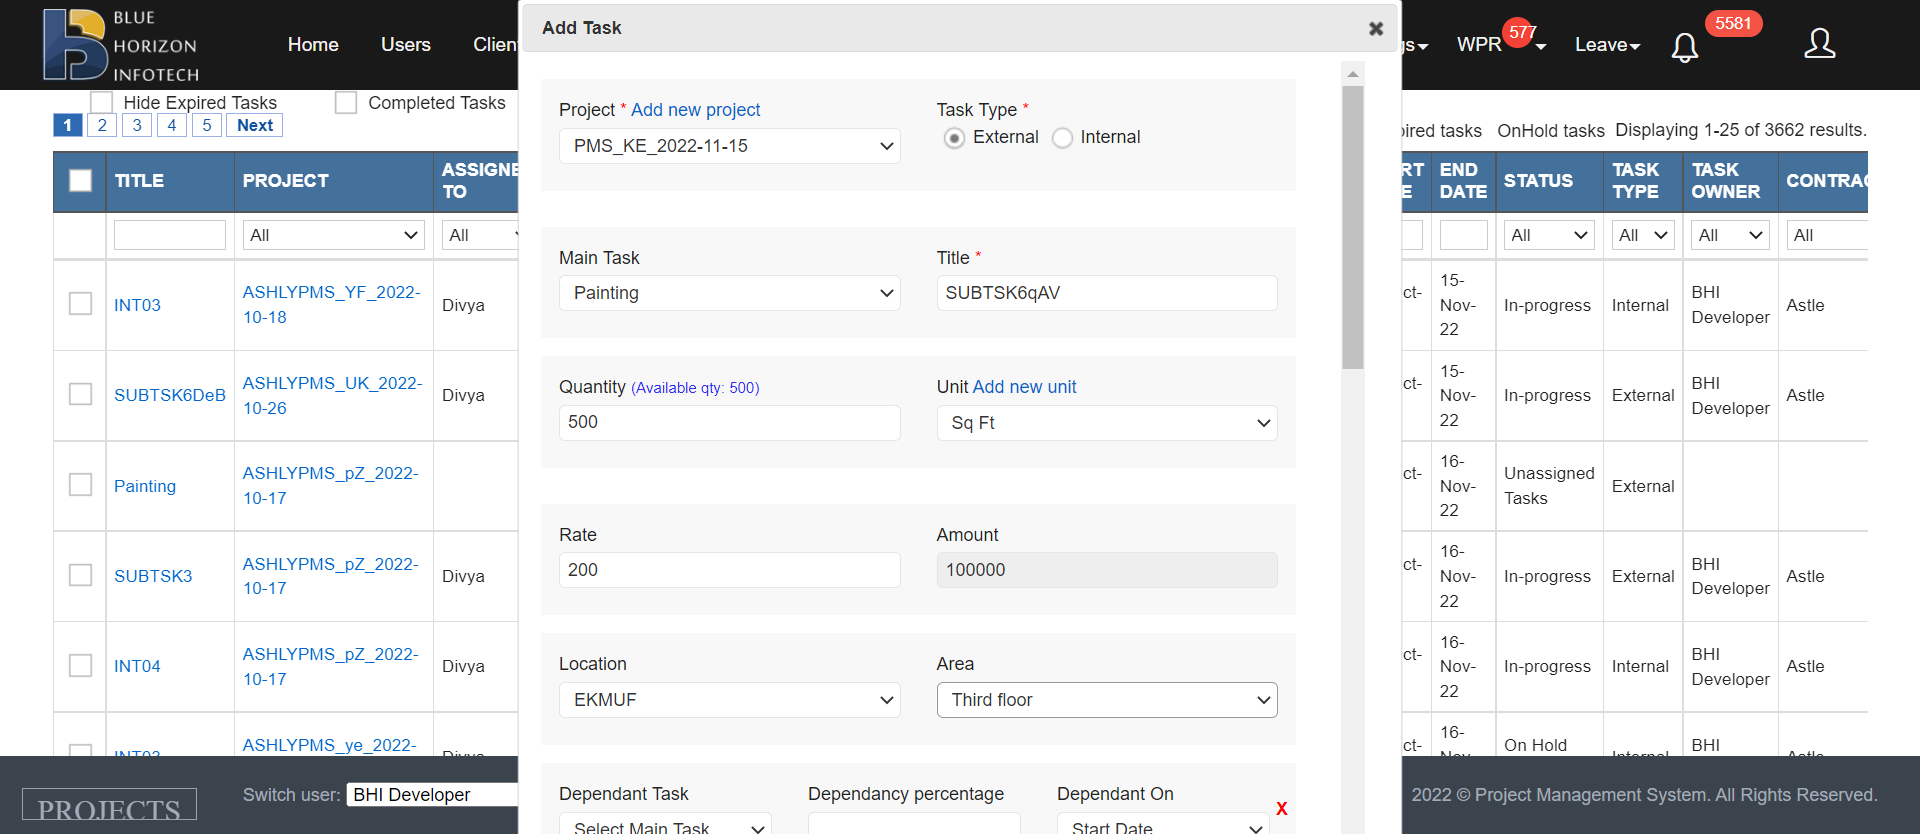 BLUE
HORIZON
INFOTECH
Home
Users
Clien
gs
WPR
577
Leave
5581
Add Task
Hide Expired Tasks
Completed Tasks
1 2 3 4 5 Next
ired tasks OnHold tasks Displaying 1-25 of 3662 results.
TITLE
PROJECT
ASSIGNE
TO
RT
E
END
DATE
STATUS
TASK
TYPE
TASK
OWNER
CONTRAC
All
All
All
All
All
All
INT03
ASHLYPMS_YF_2022-
10-18
Divya
ct-
15-
Nov-
22
In-progress
Internal
BHI
Developer
Astle
SUBTSK6DeB
ASHLYPMS_UK_2022-
10-26
Divya
ct-
15-
Nov-
22
In-progress
External
BHI
Developer
Astle
Painting
ASHLYPMS_pZ_2022-
10-17
ct-
16-
Nov-
22
Unassigned
Tasks
External
SUBTSK3
ASHLYPMS_pZ_2022-
10-17
Divya
ct-
16-
Nov-
22
In-progress
External
BHI
Developer
Astle
INT04
ASHLYPMS_pZ_2022-
10-17
Divya
ct-
16-
Nov-
22
In-progress
Internal
BHI
Developer
Astle
INT03
ASHLYPMS_ye_2022-
Divya
ct-
16-
Nov-
On Hold
Internal
BHI
Astle
Project * Add new project
PMS_KE_2022-11-15
Task Type *
External
Internal
Main Task
Painting
Title *
SUBTSK6qAV
Quantity (Available qty: 500)
500
Unit Add new unit
Sq Ft
Rate
200
Amount
100000
Location
EKMUF
Area
Third floor
Dependant Task
Select Main Task
Dependancy percentage
Dependant On
Start Date
X
PROJECTS
Switch user: BHI Developer
2022 © Project Management System. All Rights Reserved.